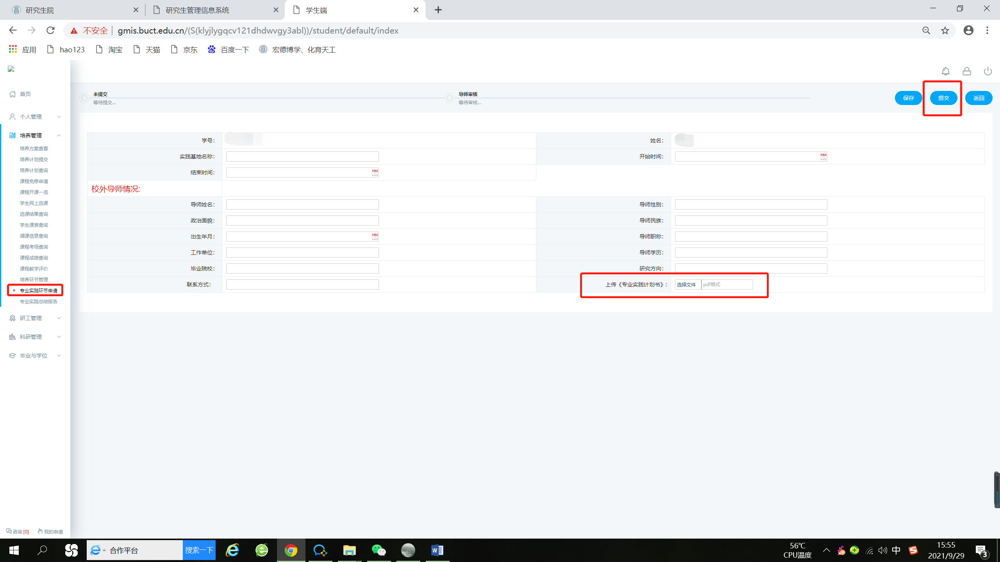 研究生院
研究生管理信息系统
学生端
不安全 gmis.buct.edu.cn/(S(klyjlygqcv121dhdwvgy3abl))/student/default/index
应用 hao123 淘宝 天猫 京东 百度一下 宏德博学、化育天工
首页
个人管理
培养管理
培养方案查看
培养计划提交
培养计划查询
课程免修申请
课程开课一览
学生网上选课
选课结果查询
学生课表查询
调课信息查询
课程考场查询
课程成绩查询
课程教学评价
培养环节管理
专业实践环节申请
专业实践总结报告
研工管理
科研管理
毕业与学位
咨询[0] 我的申请
未提交
等待提交...
导师审核
等待审核...
保存 提交 返回
学号: 姓名:
实践基地名称: 开始时间:
结束时间:
校外导师情况:
导师姓名: 导师性别:
政治面貌: 导师民族:
出生年月: 导师职称:
工作单位: 导师学历:
毕业院校: 研究方向:
联系方式: 上传《专业实践计划书》: 选择文件 pdf格式
合作平台 搜索一下
56℃
CPU温度
中
15:55
2021/9/29
3